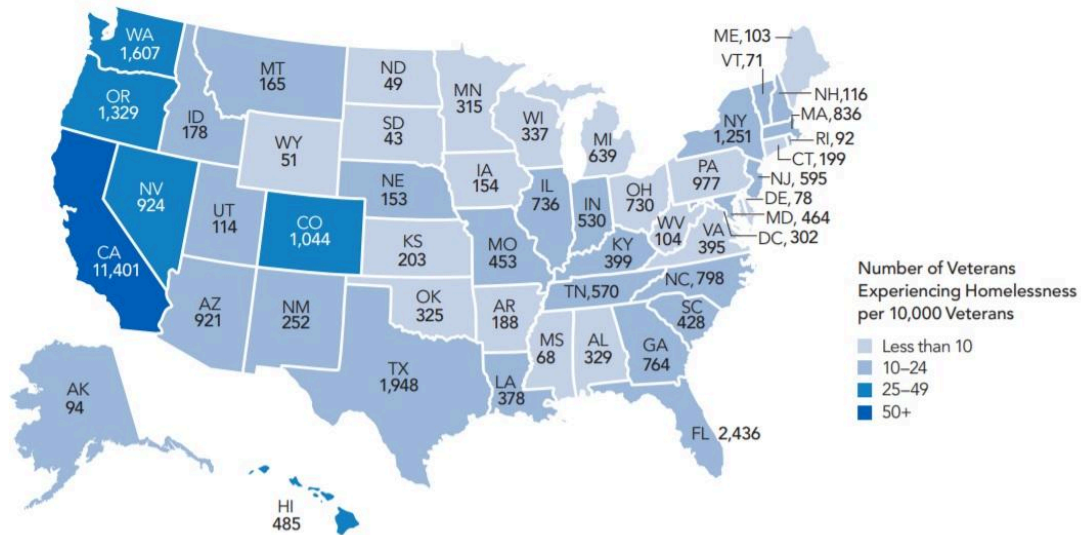 WA
1,607
OR
1,329
CA
11,401
NV
924
ID
178
MT
165
WY
51
UT
114
CO
1,044
AZ
921
NM
252
ND
49
SD
43
NE
153
KS
203
OK
325
TX
1,948
MN
315
IA
154
MO
453
AR
188
LA
378
WI
337
IL
736
MI
639
IN
530
OH
730
KY
399
TN,570
MS
68
AL
329
GA
764
FL 2,436
SC
428
NC, 798
VA
395
WV
104
PA
977
NY
1,251
ME,103
VT,71
NH,116
MA,836
RI, 92
CT, 199
NJ, 595
DE, 78
MD, 464
DC, 302
AK
94
HI
485
Number of Veterans
Experiencing Homelessness
per 10,000 Veterans
Less than 10
10–24
25–49
50+